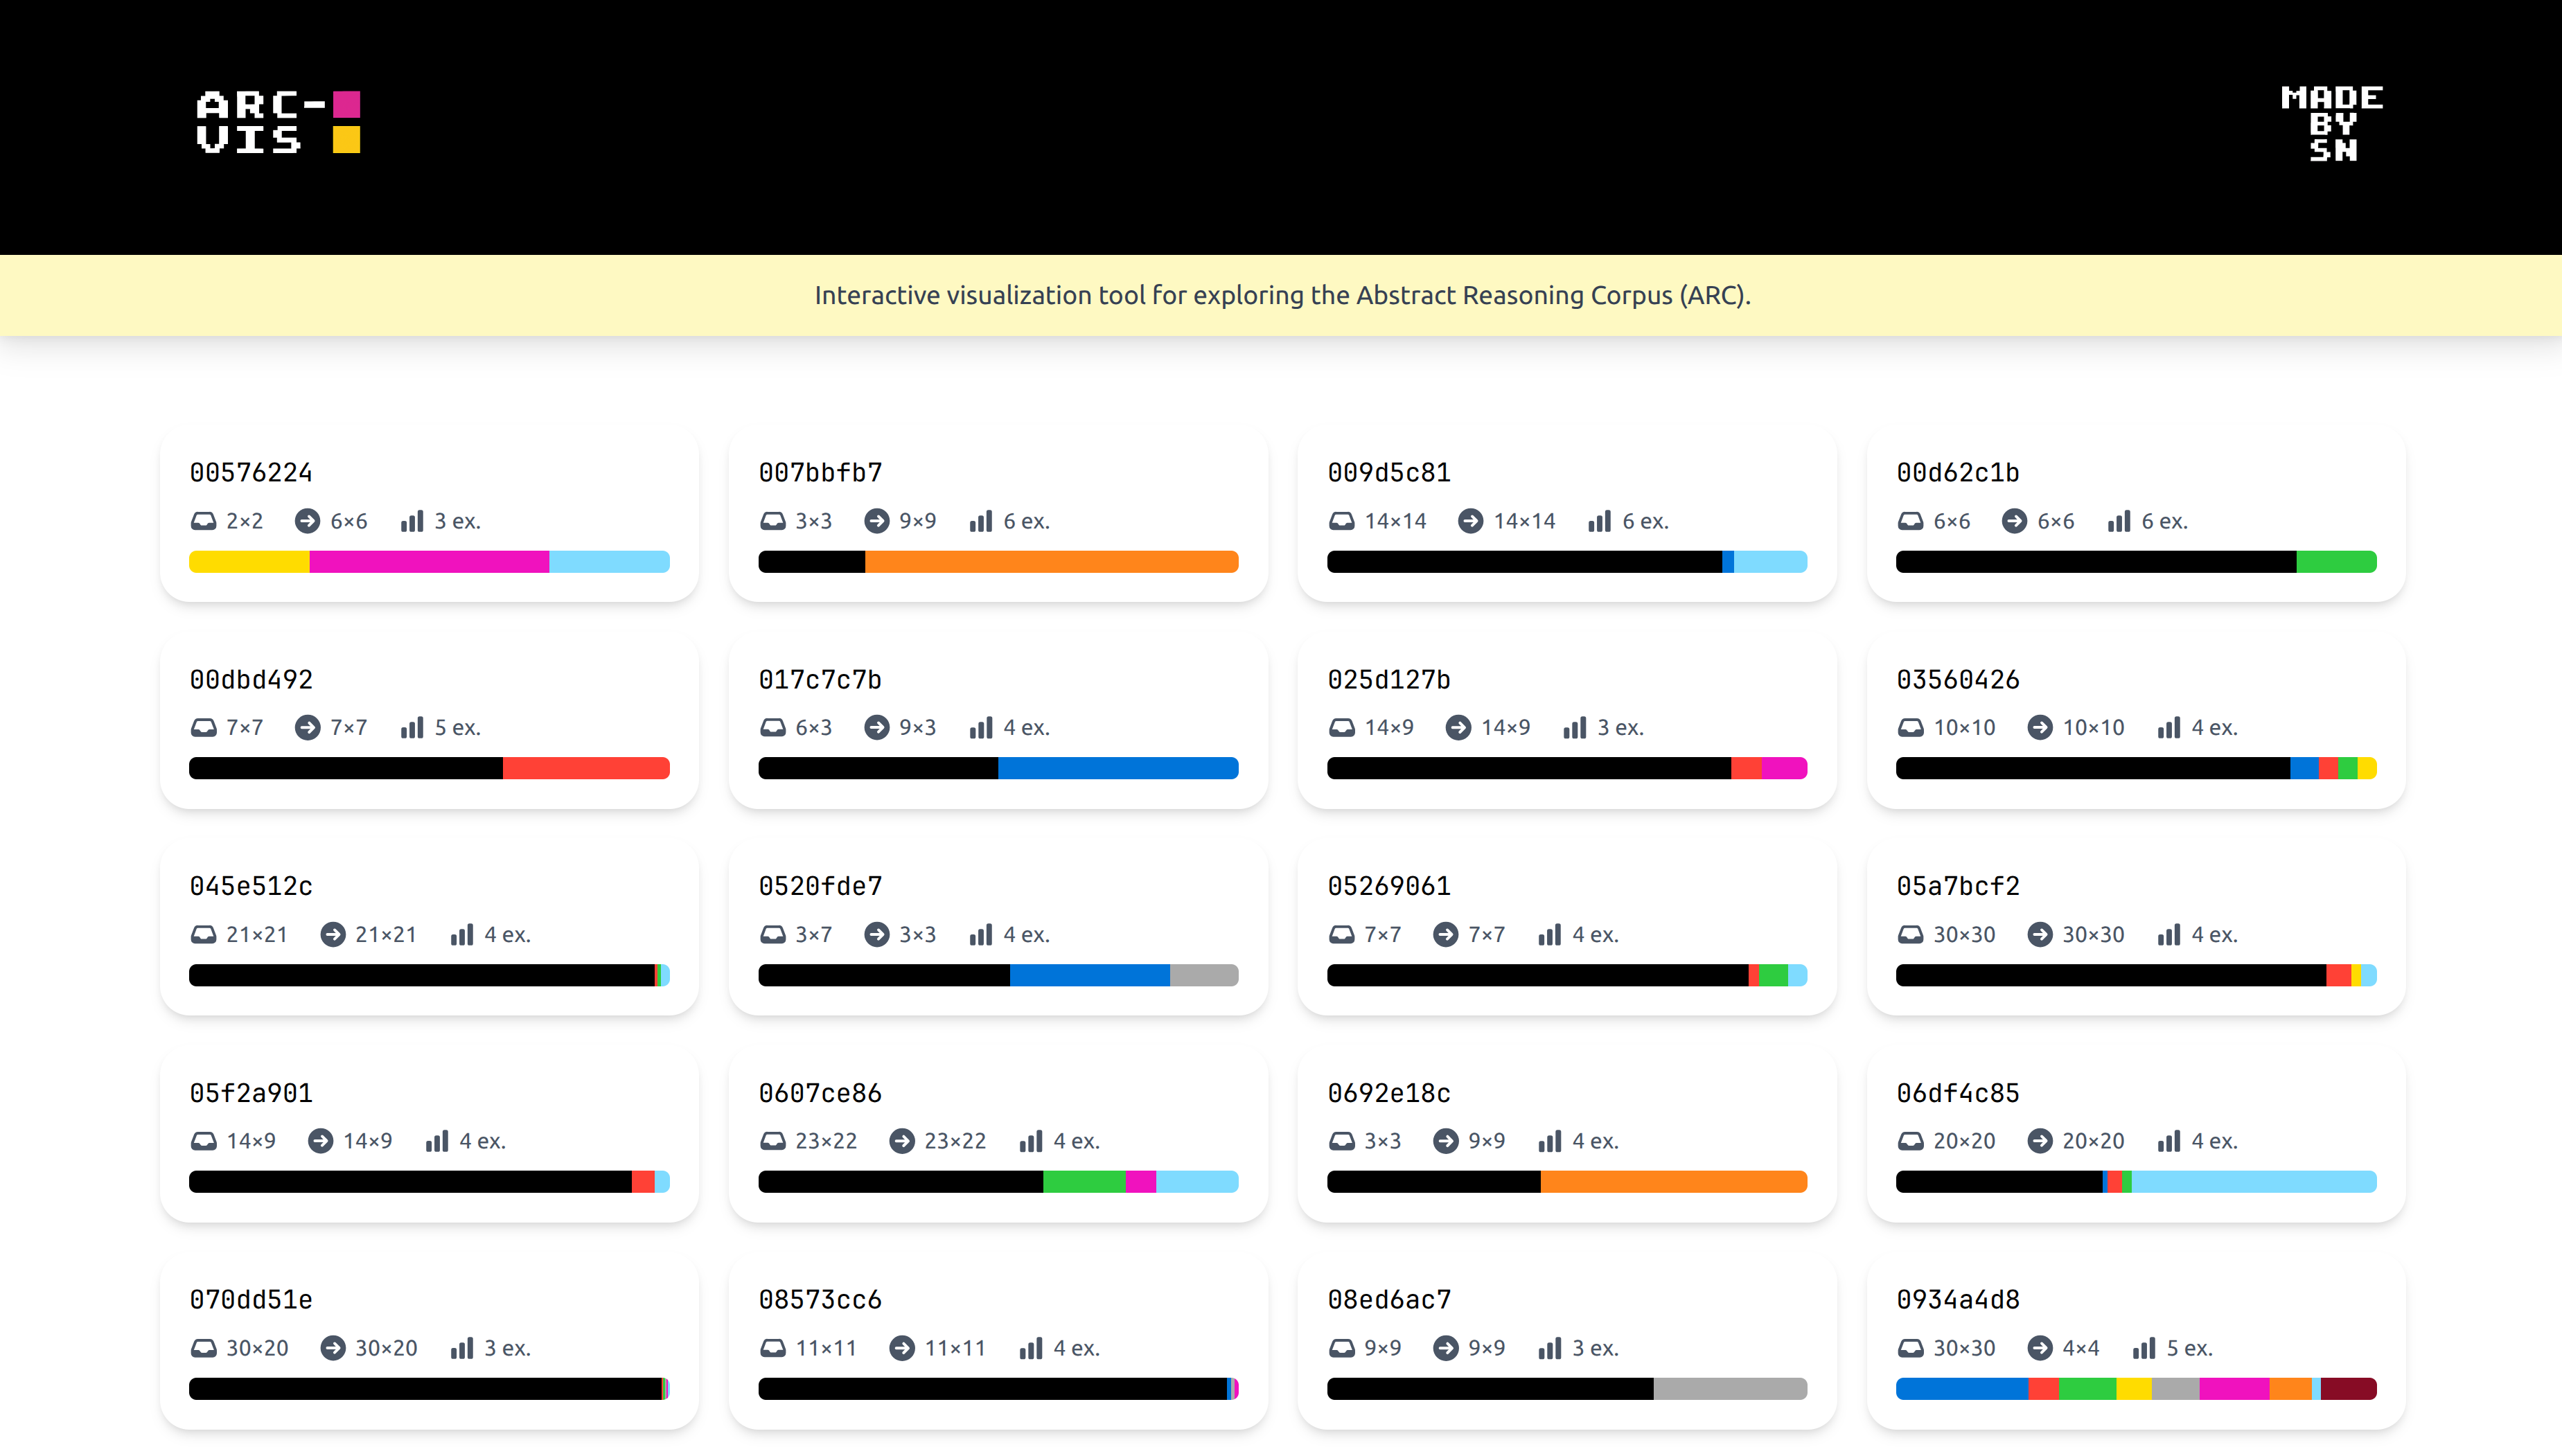 ARC-
VIS
MADE
BY
SN
Interactive visualization tool for exploring the Abstract Reasoning Corpus (ARC).
00576224
2×2 6×6 3 ex.
007bbfb7
3×3 9×9 6 ex.
009d5c81
14×14 14×14 6 ex.
00d62c1b
6×6 6×6 6 ex.
00dbd492
7×7 7×7 5 ex.
017c7c7b
6×3 9×3 4 ex.
025d127b
14×9 14×9 3 ex.
03560426
10×10 10×10 4 ex.
045e512c
21×21 21×21 4 ex.
0520fde7
3×7 3×3 4 ex.
05269061
7×7 7×7 4 ex.
05a7bcf2
30×30 30×30 4 ex.
05f2a901
14×9 14×9 4 ex.
0607ce86
23×22 23×22 4 ex.
0692e18c
3×3 9×9 4 ex.
06df4c85
20×20 20×20 4 ex.
070dd51e
30×20 30×20 3 ex.
08573cc6
11×11 11×11 4 ex.
08ed6ac7
9×9 9×9 3 ex.
0934a4d8
30×30 4×4 5 ex.